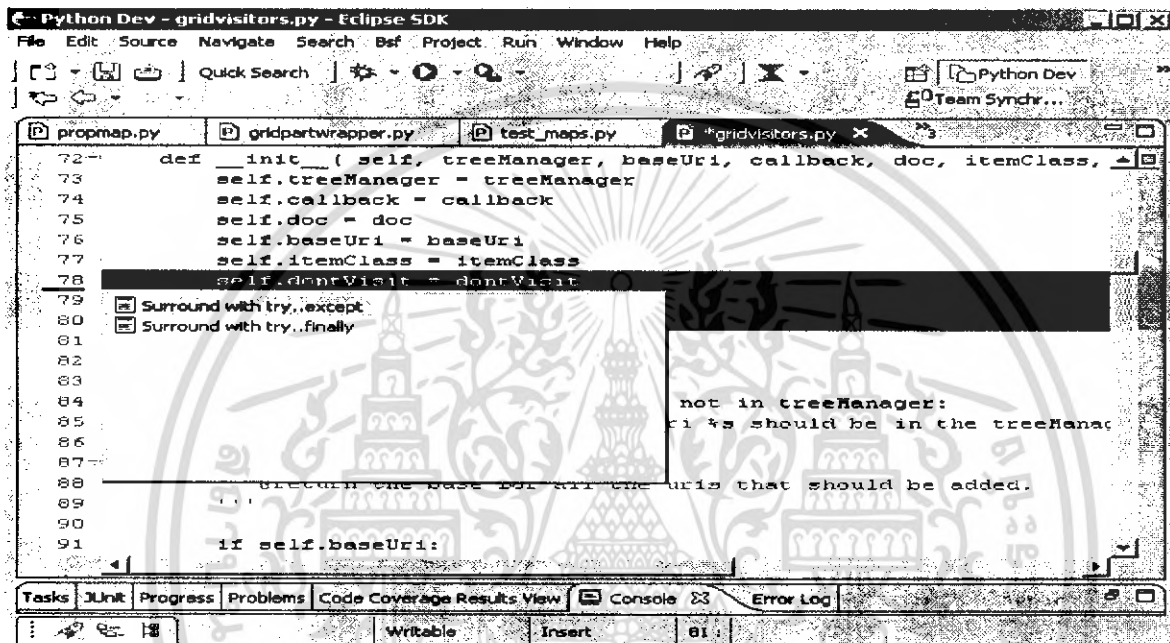 Python Dev - gridvisitors.py - Eclipse SDK
File Edit Source Navigate Search Bsf Project Run Window Help
Quick Search Python Dev
Team Synchr...
propmap.py gridpartwrapper.py test_maps.py *gridvisitors.py 3
72 def __init__( self, treeManager, baseUri, callback, doc, itemClass,
73 self.treeManager = treeManager
74 self.callback = callback
75 self.doc = doc
76 self.baseUri = baseUri
77 self.itemClass = itemClass
78 self.dontVisit = dontVisit
79 Surround with try..except
80 Surround with try..finally
81
82
83
84 not in treeManager:
85 ri %s should be in the treeManag
86
87
88 @return the base for all the uris that should be added.
89 '''
90
91 if self.baseUri:
Tasks JUnit Progress Problems Code Coverage Results View Console Error Log
Writable Insert 81 :